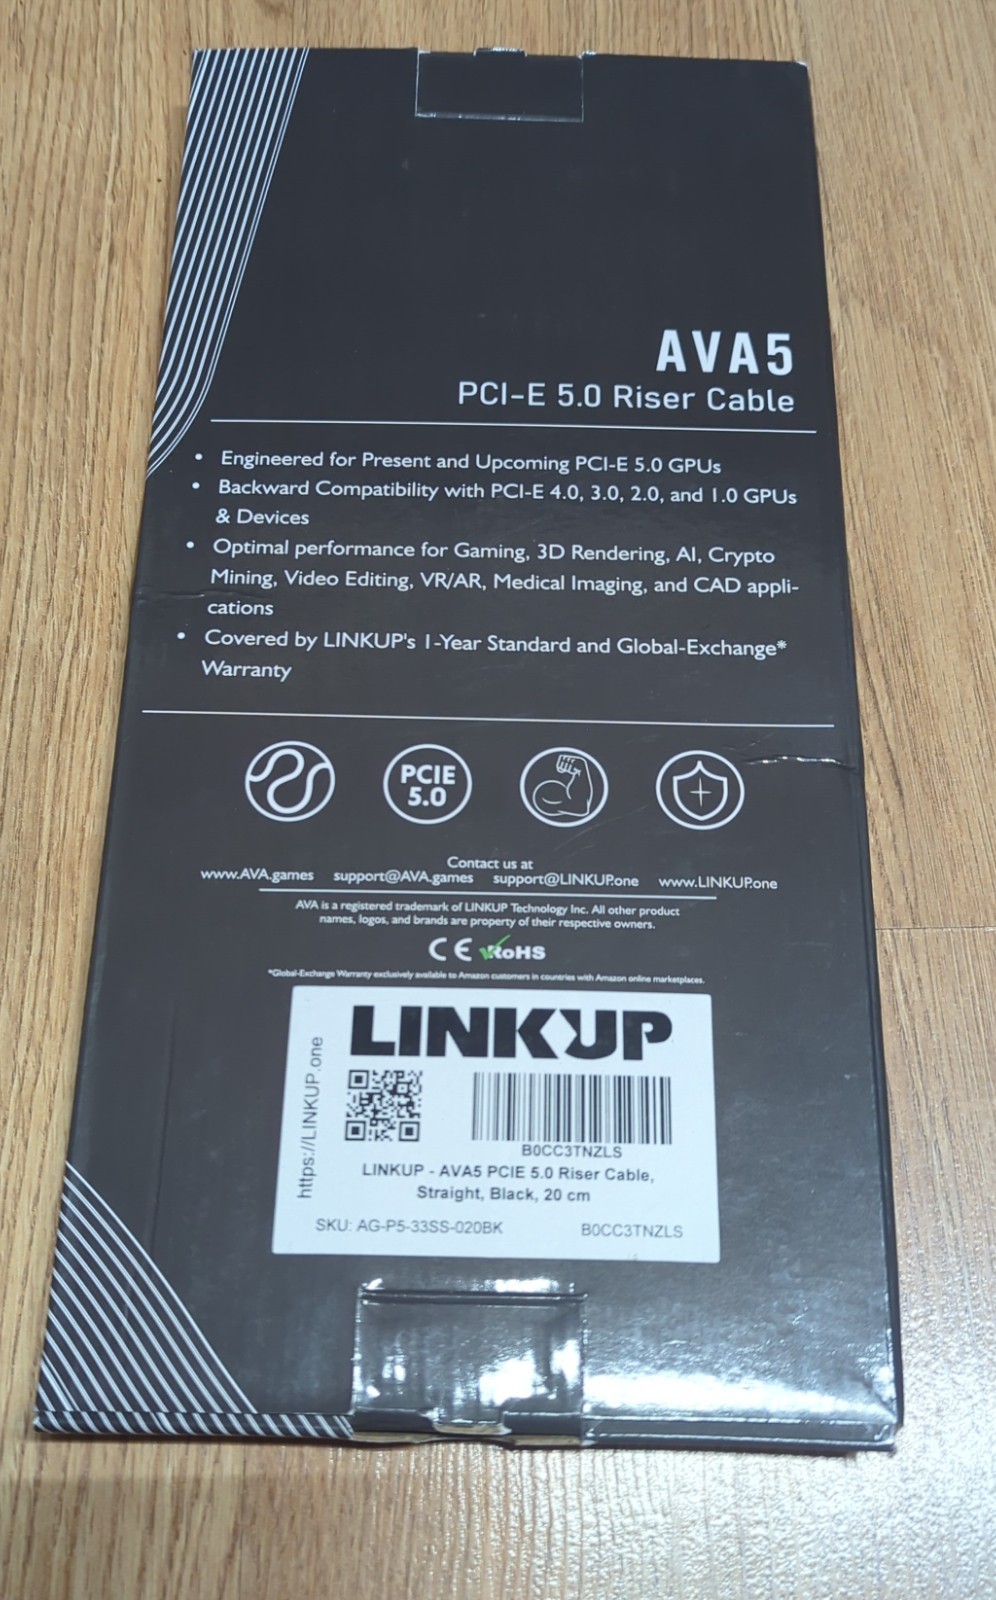 AVA5
PCI-E 5.0 Riser Cable
• Engineered for Present and Upcoming PCI-E 5.0 GPUs
• Backward Compatibility with PCI-E 4.0, 3.0, 2.0, and 1.0 GPUs
& Devices
• Optimal performance for Gaming, 3D Rendering, AI, Crypto
Mining, Video Editing, VR/AR, Medical Imaging, and CAD appli-
cations
• Covered by LINKUP's 1-Year Standard and Global-Exchange*
Warranty
PCIE
5.0
Contact us at
www.AVA.games support@AVA.games support@LINKUP.one www.LINKUP.one
AVA is a registered trademark of LINKUP Technology Inc. All other product
names, logos, and brands are property of their respective owners.
CE RoHS
*Global-Exchange Warranty exclusively available to Amazon customers in countries with Amazon online marketplaces.
LINKUP
https://LINKUP.one
B0CC3TNZLS
LINKUP - AVA5 PCIE 5.0 Riser Cable,
Straight, Black, 20 cm
SKU: AG-P5-33SS-020BK B0CC3TNZLS